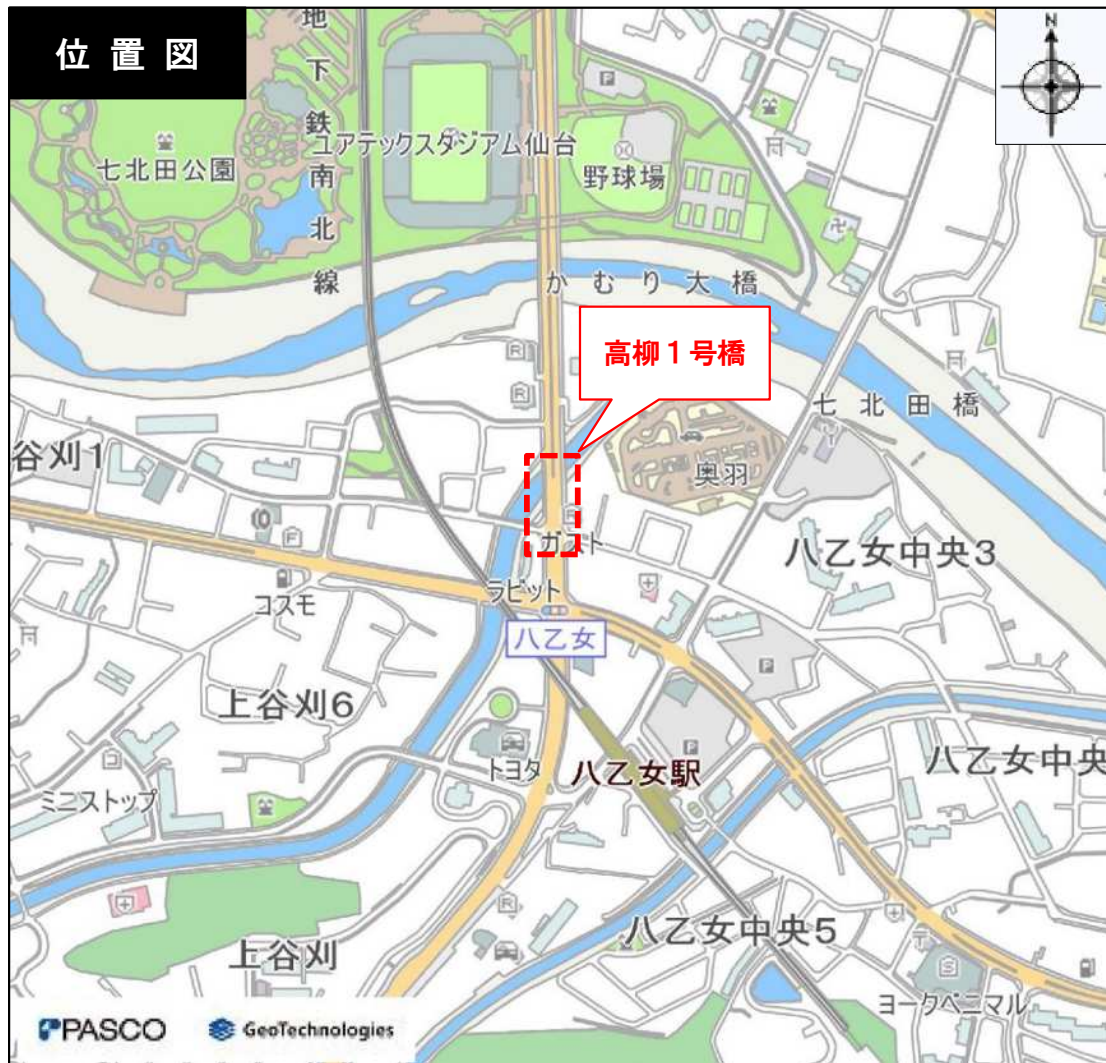 位置図
N
地下鉄南北線
ユアテックスタジアム仙台
七北田公園
野球場
P
かむり大橋
高柳1号橋
R
R
七北田橋
谷刈1
奥羽
F
ガスト
八乙女中央3
コスモ
ラビット
八乙女
P
上谷刈6
P
トヨタ
八乙女駅
八乙女中央
ミニストップ
R
八乙女中央5
上谷刈
S
ヨークベニマル
PASCO
GeoTechnologies